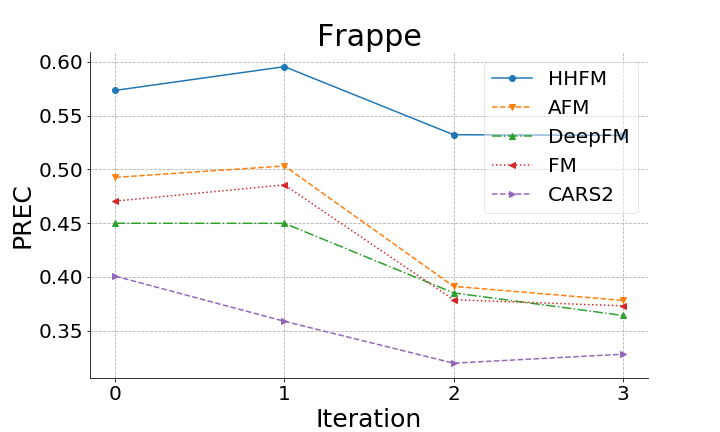 Frappe
PREC
0.60
0.55
0.50
0.45
0.40
0.35
0 1 2 3
Iteration
HHFM
AFM
DeepFM
FM
CARS2